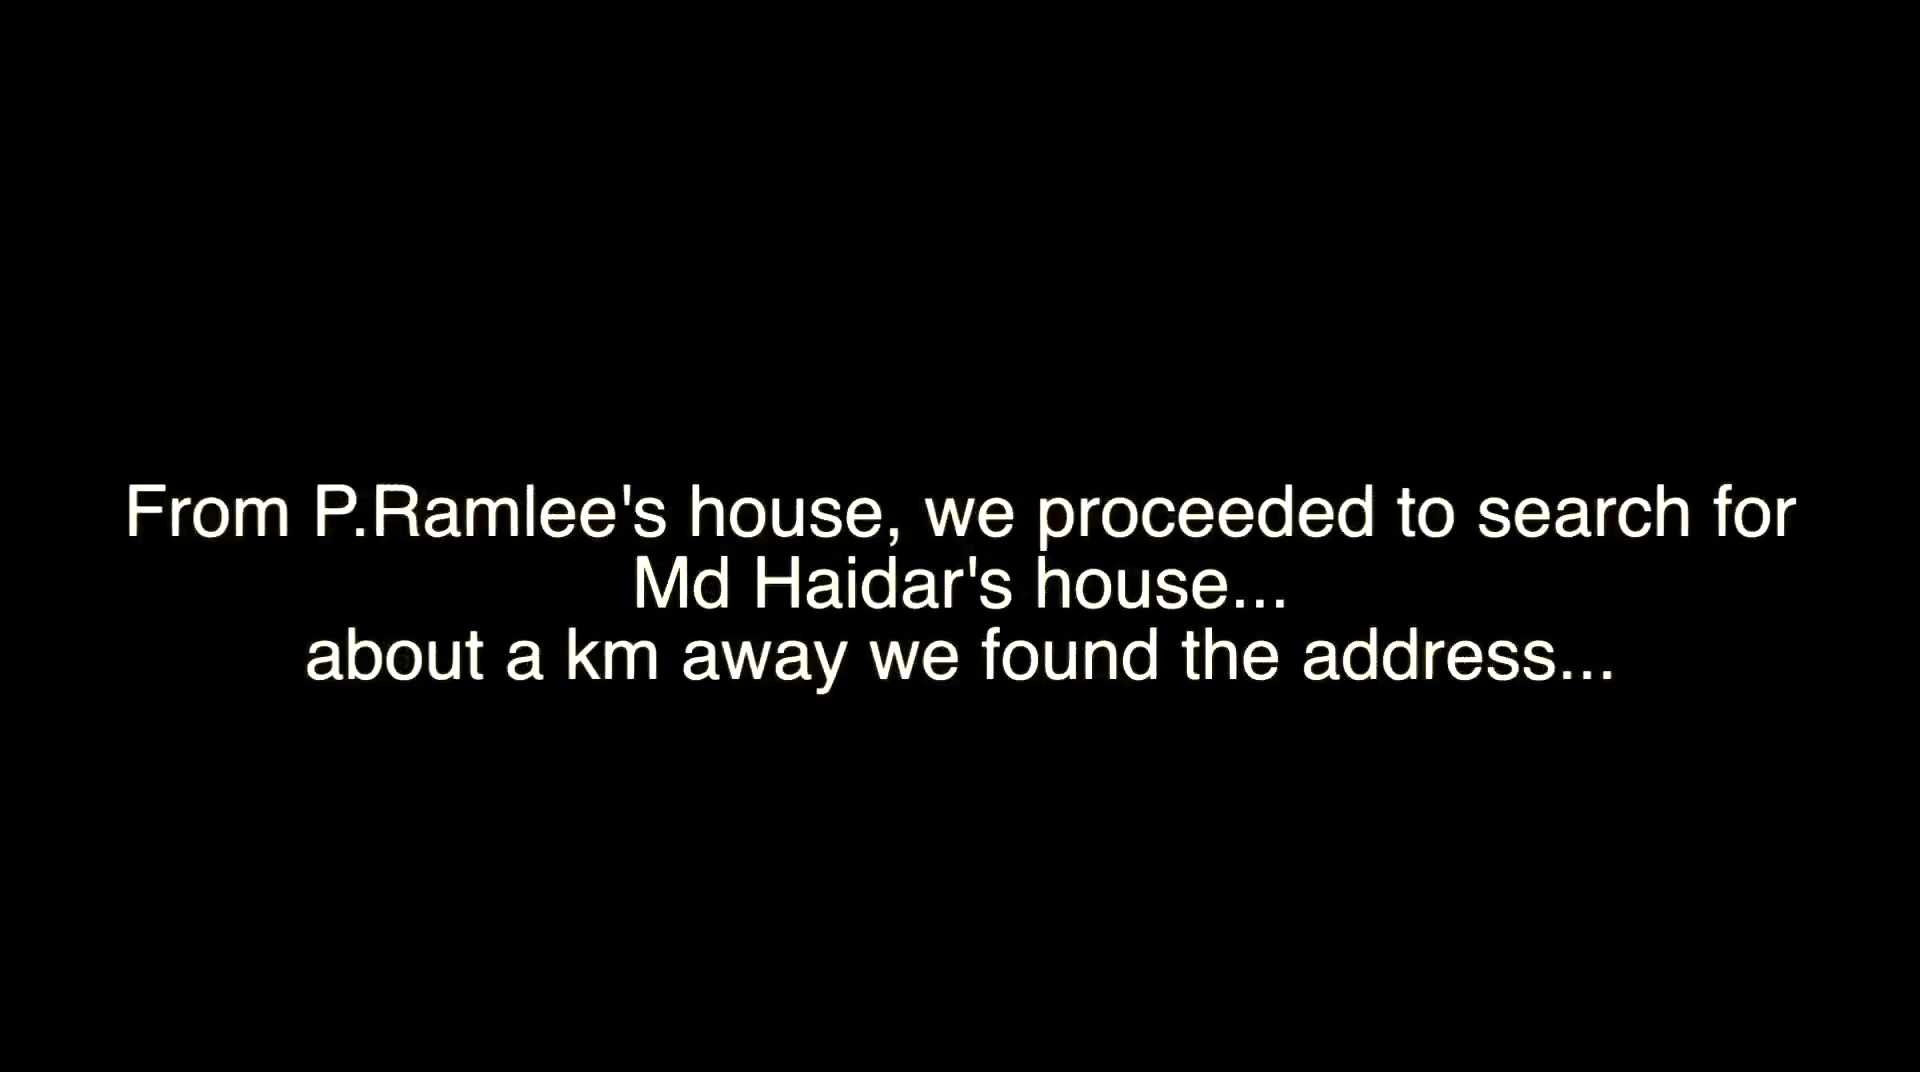 From P.Ramlee's house, we proceeded to search for
Md Haidar's house...
about a km away we found the address...